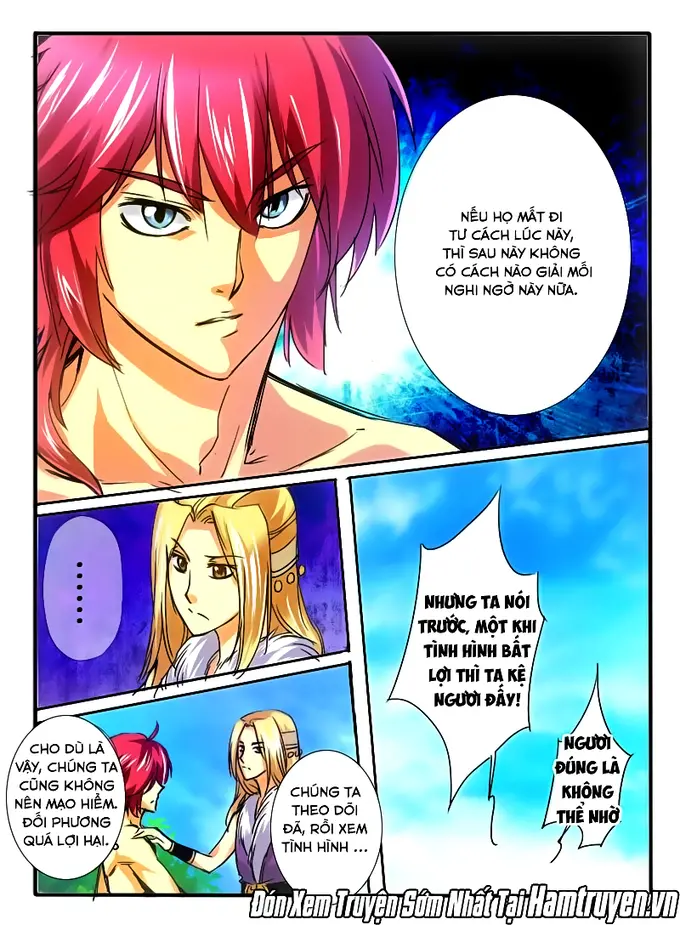 NẾU HỌ MẤT ĐI
TƯ CÁCH LÚC NÀY,
THÌ SAU NÀY KHÔNG
CÓ CÁCH NÀO GIẢI MỐI
NGHI NGỜ NÀY NỮA.
......
NHƯNG TA NÓI
TRƯỚC, MỘT KHI
TÌNH HÌNH BẤT
LỢI THÌ TA KỆ
NGƯƠI ĐẤY!
NGƯƠI
ĐÚNG LÀ
KHÔNG
THỂ NHỜ
CHO DÙ LÀ
VẬY, CHÚNG TA
CŨNG KHÔNG
NÊN MẠO HIỂM.
ĐỐI PHƯƠNG
QUÁ LỢI HẠI.
CHÚNG TA
THEO DÕI
ĐÃ, RỒI XEM
TÌNH HÌNH ...
Đón Xem Truyện Sớm Nhất Tại Hamtruyen.vn